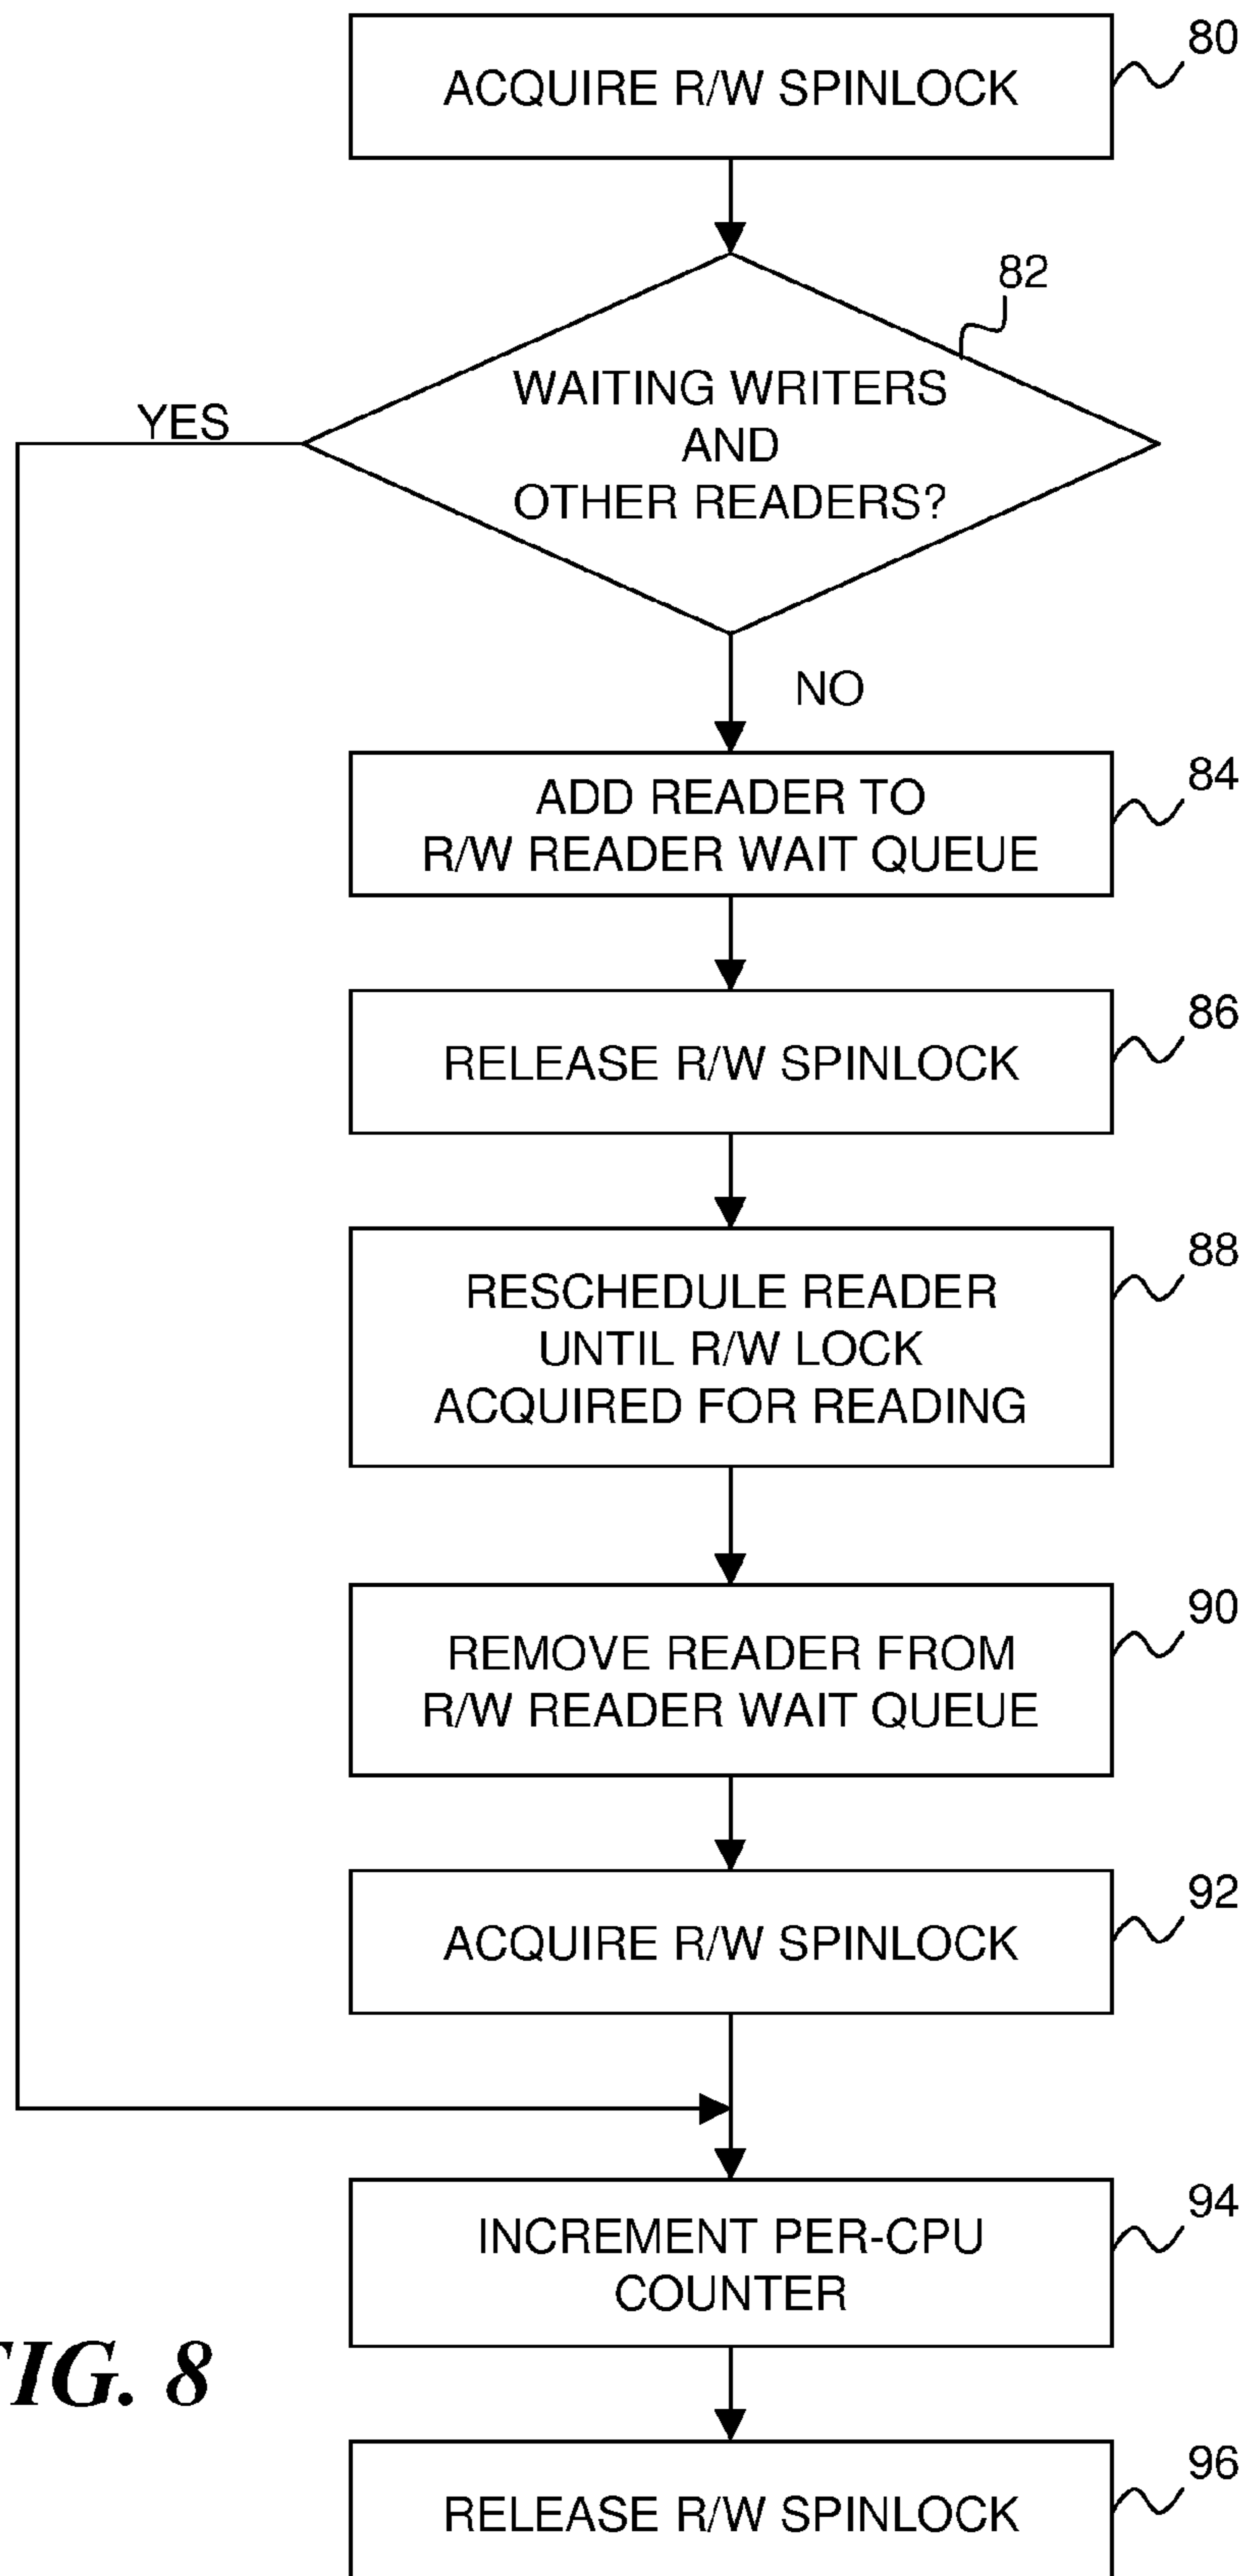 80
ACQUIRE R/W SPINLOCK
82
WAITING WRITERS
AND
OTHER READERS?
YES
NO
84
ADD READER TO
R/W READER WAIT QUEUE
86
RELEASE R/W SPINLOCK
88
RESCHEDULE READER
UNTIL R/W LOCK
ACQUIRED FOR READING
90
REMOVE READER FROM
R/W READER WAIT QUEUE
92
ACQUIRE R/W SPINLOCK
94
INCREMENT PER-CPU
COUNTER
FIG. 8
96
RELEASE R/W SPINLOCK